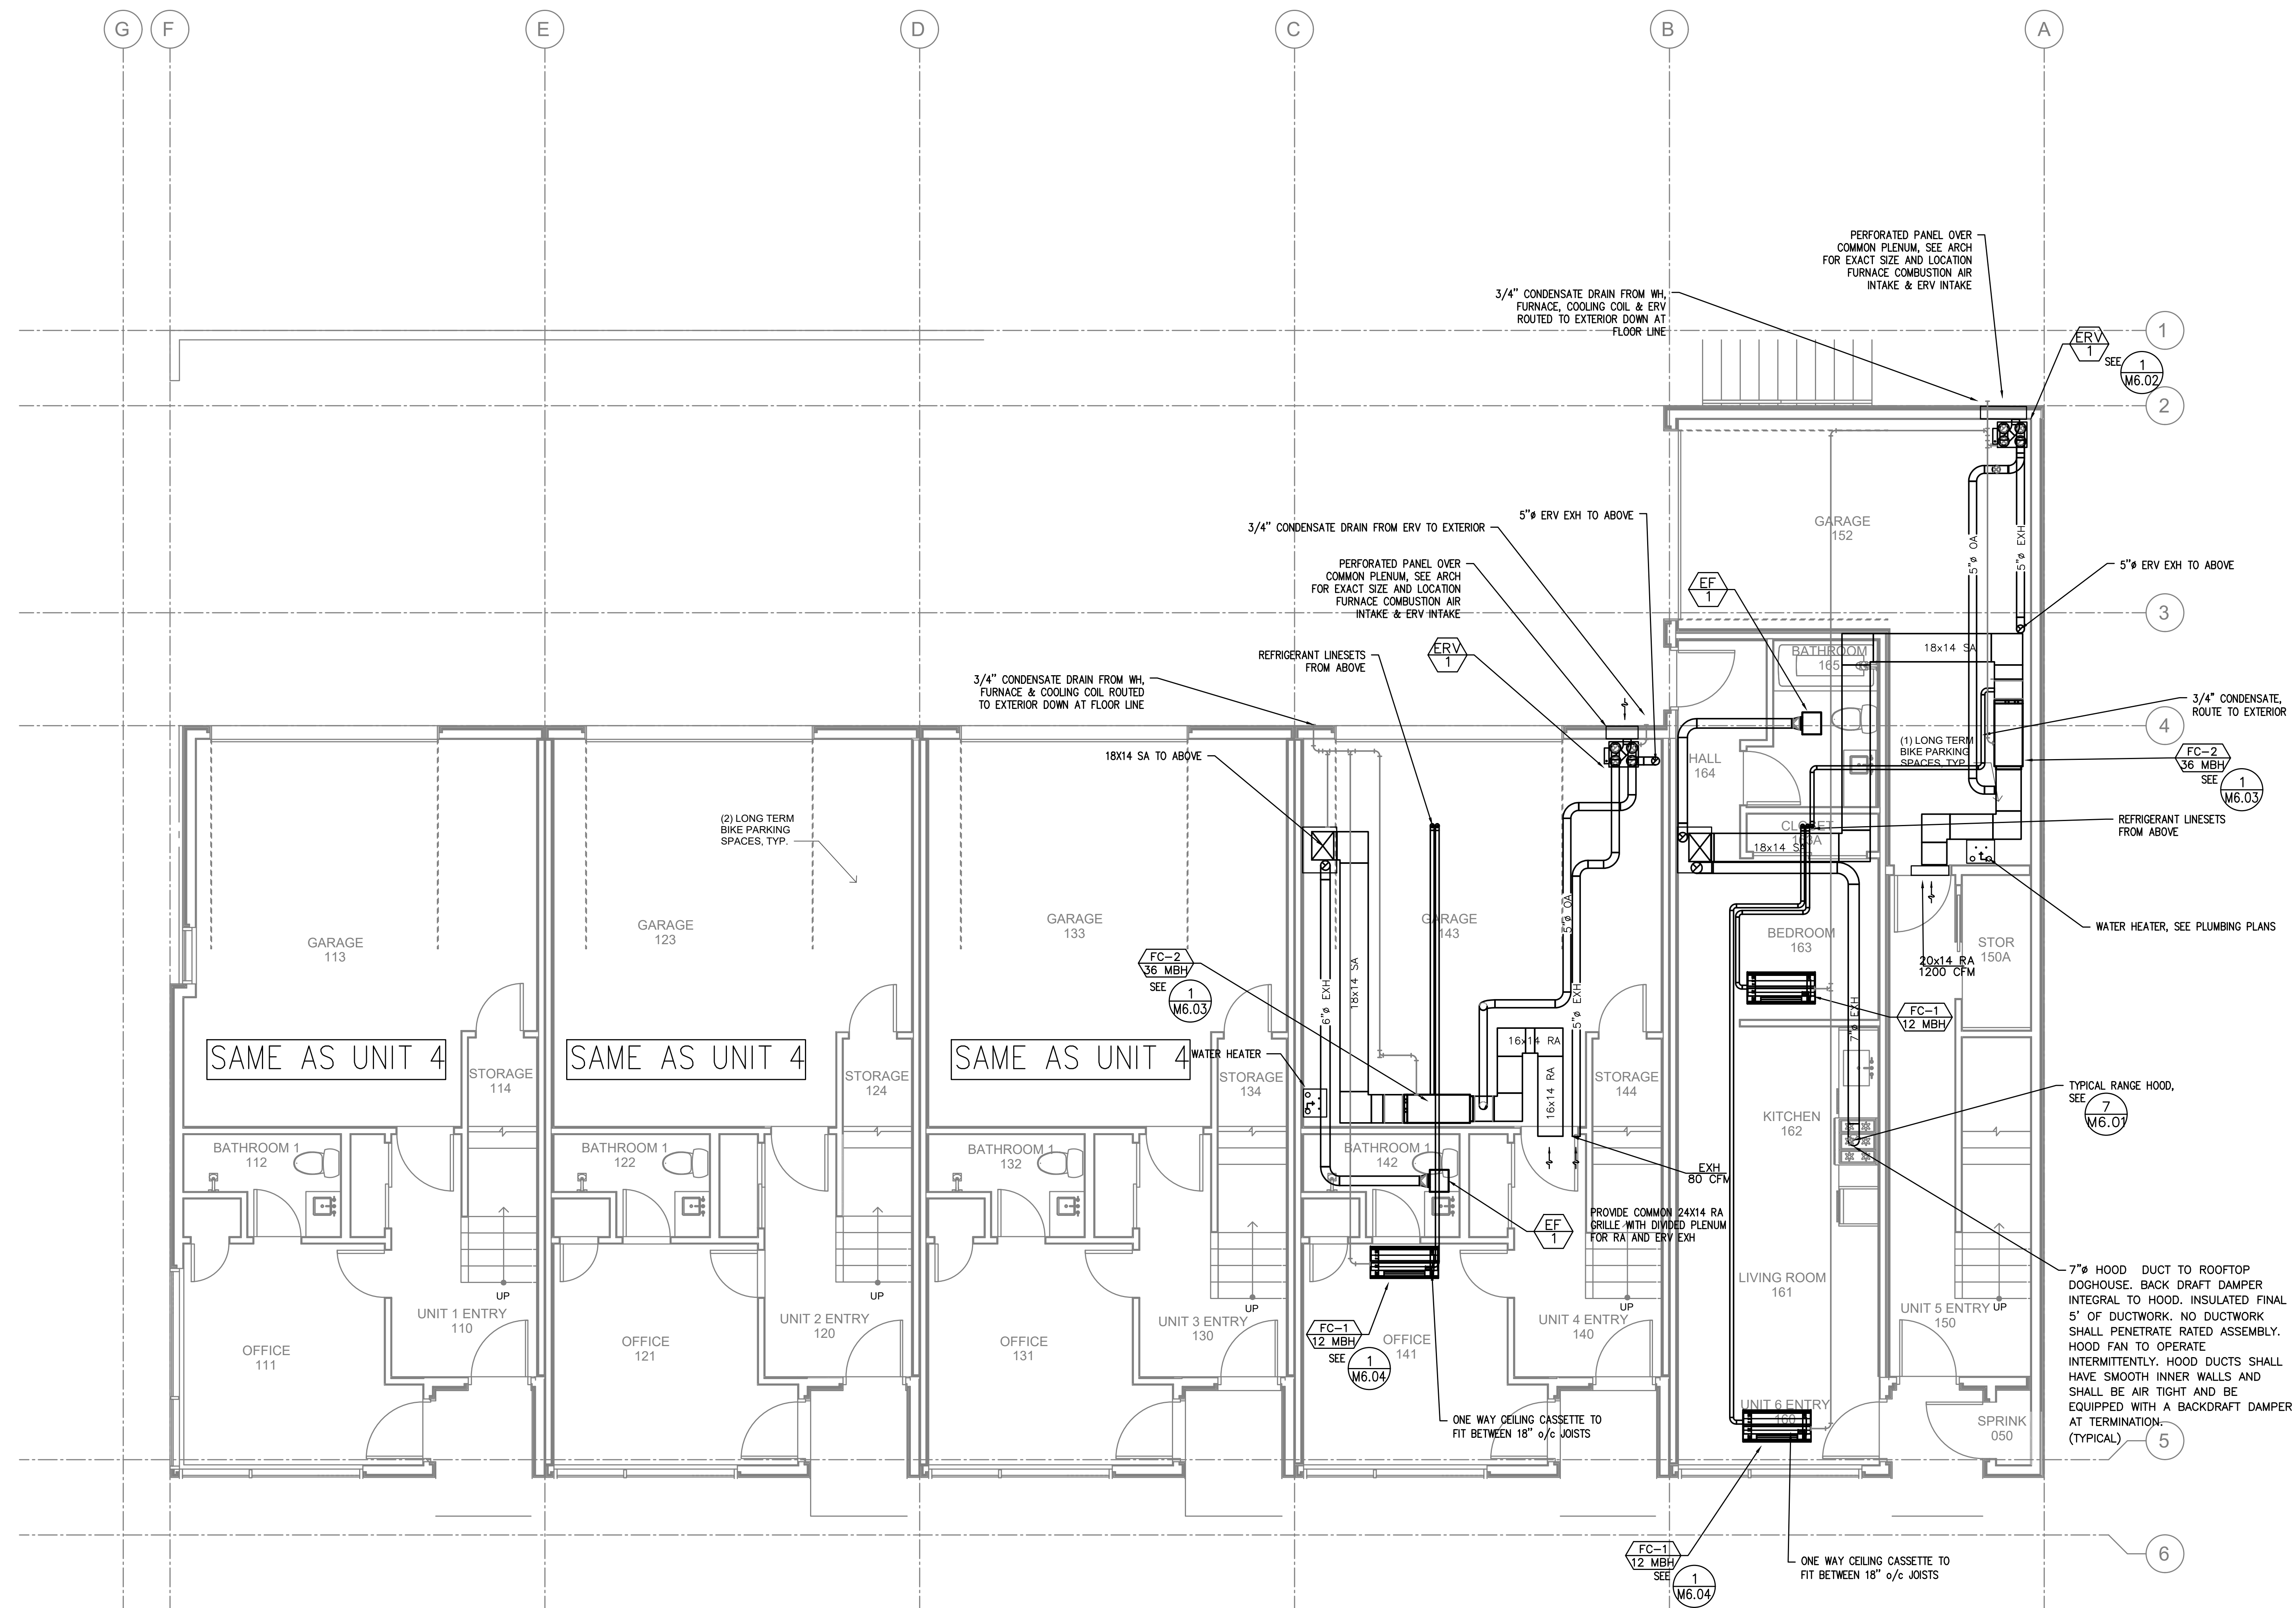 G
F
E
D
C
B
A
PERFORATED PANEL OVER
COMMON PLENUM, SEE ARCH
FOR EXACT SIZE AND LOCATION
FURNACE COMBUSTION AIR
INTAKE & ERV INTAKE
3/4" CONDENSATE DRAIN FROM WH,
FURNACE, COOLING COIL & ERV
ROUTED TO EXTERIOR DOWN AT
FLOOR LINE
1
ERV
1
SEE
1
M6.02
2
GARAGE
152
5"ø OA
5"ø EXH
5"ø ERV EXH TO ABOVE
3/4" CONDENSATE DRAIN FROM ERV TO EXTERIOR
5"ø ERV EXH TO ABOVE
PERFORATED PANEL OVER
COMMON PLENUM, SEE ARCH
FOR EXACT SIZE AND LOCATION
FURNACE COMBUSTION AIR
INTAKE & ERV INTAKE
EF
1
3
REFRIGERANT LINESETS
FROM ABOVE
ERV
1
BATHROOM
165
18x14 SA
3/4" CONDENSATE DRAIN FROM WH,
FURNACE & COOLING COIL ROUTED
TO EXTERIOR DOWN AT FLOOR LINE
3/4" CONDENSATE,
ROUTE TO EXTERIOR
4
18X14 SA TO ABOVE
HALL
164
(1) LONG TERM
BIKE PARKING
SPACES, TYP.
FC-2
36 MBH
SEE
1
M6.03
(2) LONG TERM
BIKE PARKING
SPACES, TYP.
CLOSET
163A
18x14 SA
REFRIGERANT LINESETS
FROM ABOVE
GARAGE
113
GARAGE
123
GARAGE
133
GARAGE
143
5"ø OA
BEDROOM
163
STOR
150A
WATER HEATER, SEE PLUMBING PLANS
20x14 RA
1200 CFM
FC-2
36 MBH
SEE
1
M6.03
6"ø EXH
18x14 SA
5"ø EXH
7"ø EXH
FC-1
12 MBH
SAME AS UNIT 4
SAME AS UNIT 4
SAME AS UNIT 4
WATER HEATER
16x14 RA
16x14 RA
STORAGE
114
STORAGE
124
STORAGE
134
STORAGE
144
TYPICAL RANGE HOOD,
SEE
7
M6.01
KITCHEN
162
BATHROOM 1
112
BATHROOM 1
122
BATHROOM 1
132
BATHROOM 1
142
EXH
80 CFM
EF
1
PROVIDE COMMON 24X14 RA
GRILLE WITH DIVIDED PLENUM
FOR RA AND ERV EXH
UP
UP
UP
UP
UP
LIVING ROOM
161
UNIT 1 ENTRY
110
UNIT 2 ENTRY
120
UNIT 3 ENTRY
130
UNIT 4 ENTRY
140
UNIT 5 ENTRY
150
7"ø HOOD DUCT TO ROOFTOP
DOGHOUSE. BACK DRAFT DAMPER
INTEGRAL TO HOOD. INSULATED FINAL
5' OF DUCTWORK. NO DUCTWORK
SHALL PENETRATE RATED ASSEMBLY.
HOOD FAN TO OPERATE
INTERMITTENTLY. HOOD DUCTS SHALL
HAVE SMOOTH INNER WALLS AND
SHALL BE AIR TIGHT AND BE
EQUIPPED WITH A BACKDRAFT DAMPER
AT TERMINATION.
(TYPICAL)
OFFICE
111
OFFICE
121
OFFICE
131
OFFICE
141
FC-1
12 MBH
SEE
1
M6.04
UNIT 6 ENTRY
160
SPRINK
050
ONE WAY CEILING CASSETTE TO
FIT BETWEEN 18" o/c JOISTS
5
FC-1
12 MBH
SEE
1
M6.04
ONE WAY CEILING CASSETTE TO
FIT BETWEEN 18" o/c JOISTS
6